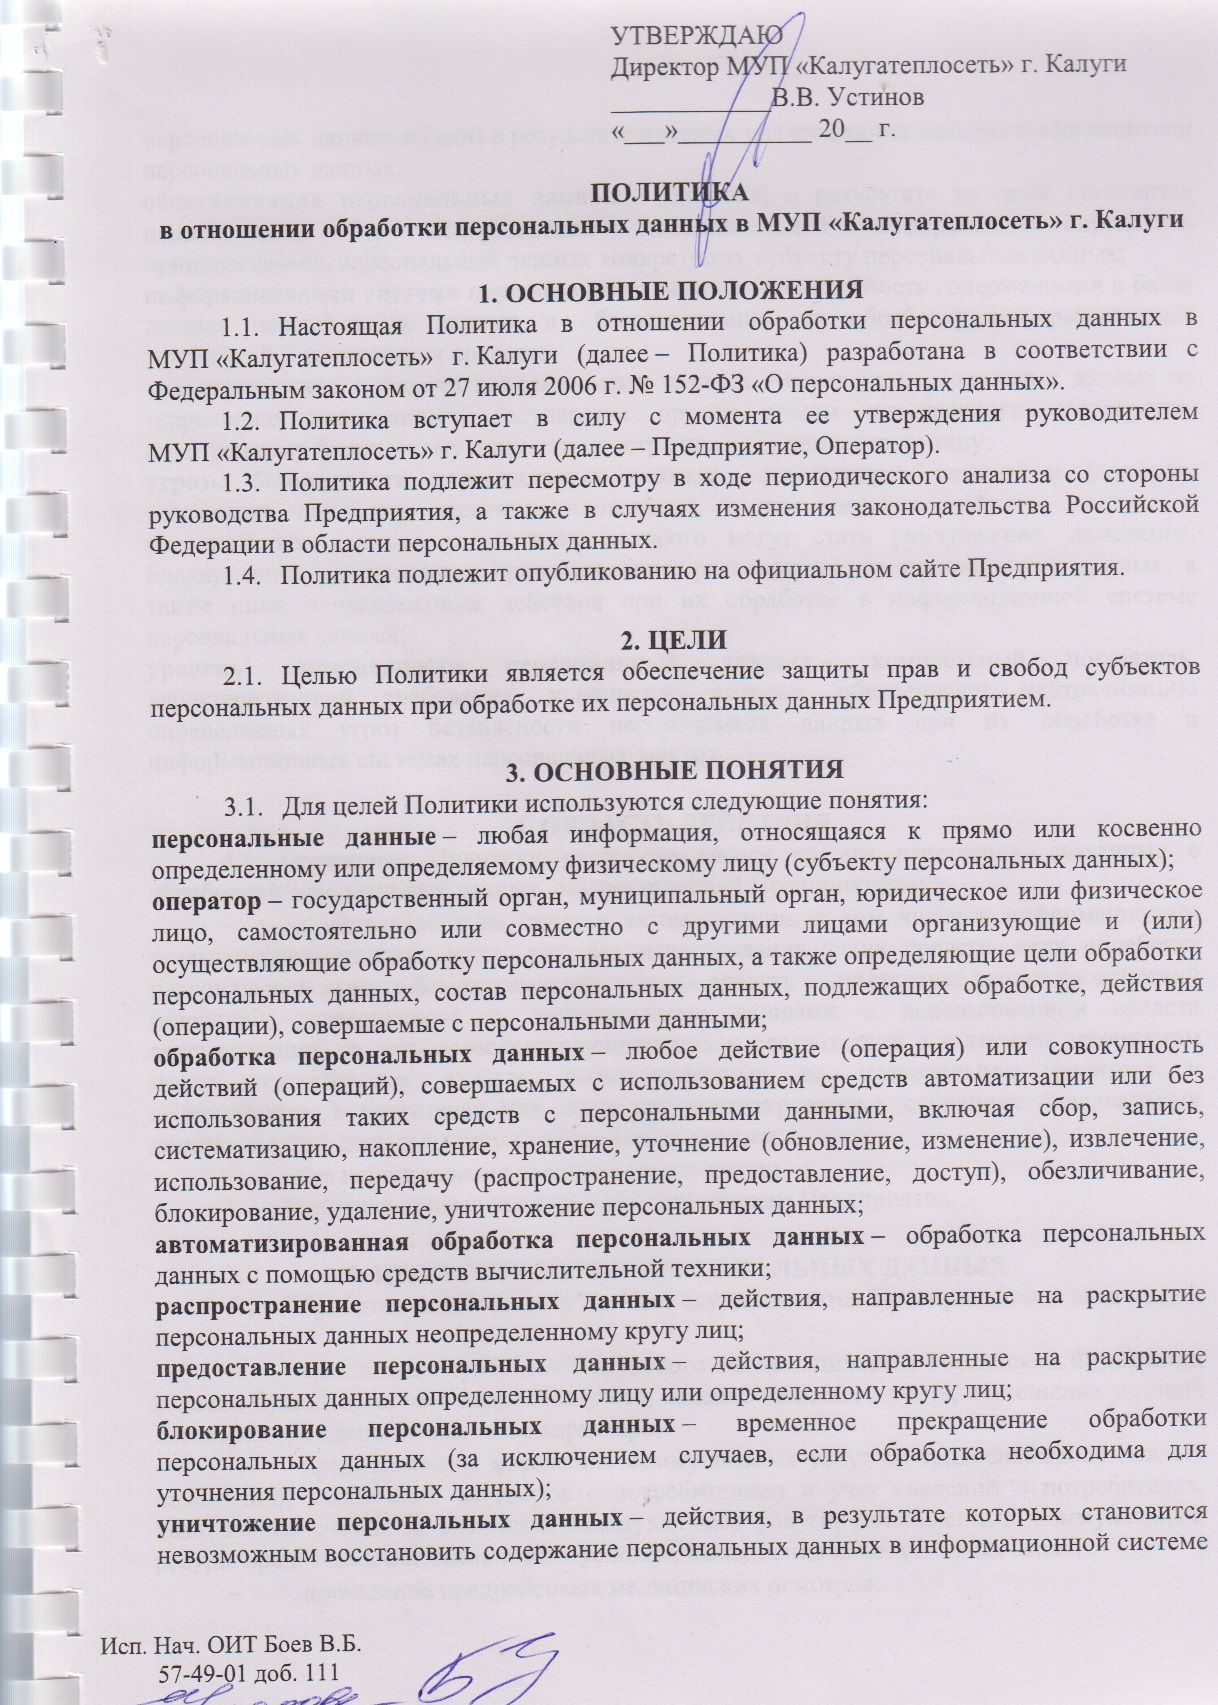 УТВЕРЖДАЮ
Директор МУП «Калугатеплосеть» г. Калуги
____________В.В. Устинов
«___»__________ 20__ г.
ПОЛИТИКА
в отношении обработки персональных данных в МУП «Калугатеплосеть» г. Калуги
1. ОСНОВНЫЕ ПОЛОЖЕНИЯ
1.1. Настоящая Политика в отношении обработки персональных данных в
МУП «Калугатеплосеть» г. Калуги (далее – Политика) разработана в соответствии с
Федеральным законом от 27 июля 2006 г. № 152-ФЗ «О персональных данных».
1.2. Политика вступает в силу с момента ее утверждения руководителем
МУП «Калугатеплосеть» г. Калуги (далее – Предприятие, Оператор).
1.3. Политика подлежит пересмотру в ходе периодического анализа со стороны
руководства Предприятия, а также в случаях изменения законодательства Российской
Федерации в области персональных данных.
1.4. Политика подлежит опубликованию на официальном сайте Предприятия.
2. ЦЕЛИ
2.1. Целью Политики является обеспечение защиты прав и свобод субъектов
персональных данных при обработке их персональных данных Предприятием.
3. ОСНОВНЫЕ ПОНЯТИЯ
3.1. Для целей Политики используются следующие понятия:
персональные данные – любая информация, относящаяся к прямо или косвенно
определенному или определяемому физическому лицу (субъекту персональных данных);
оператор – государственный орган, муниципальный орган, юридическое или физическое
лицо, самостоятельно или совместно с другими лицами организующие и (или)
осуществляющие обработку персональных данных, а также определяющие цели обработки
персональных данных, состав персональных данных, подлежащих обработке, действия
(операции), совершаемые с персональными данными;
обработка персональных данных – любое действие (операция) или совокупность
действий (операций), совершаемых с использованием средств автоматизации или без
использования таких средств с персональными данными, включая сбор, запись,
систематизацию, накопление, хранение, уточнение (обновление, изменение), извлечение,
использование, передачу (распространение, предоставление, доступ), обезличивание,
блокирование, удаление, уничтожение персональных данных;
автоматизированная обработка персональных данных – обработка персональных
данных с помощью средств вычислительной техники;
распространение персональных данных – действия, направленные на раскрытие
персональных данных неопределенному кругу лиц;
предоставление персональных данных – действия, направленные на раскрытие
персональных данных определенному лицу или определенному кругу лиц;
блокирование персональных данных – временное прекращение обработки
персональных данных (за исключением случаев, если обработка необходима для
уточнения персональных данных);
уничтожение персональных данных – действия, в результате которых становится
невозможным восстановить содержание персональных данных в информационной системе
Исп. Нач. ОИТ Боев В.Б.
57-49-01 доб. 111